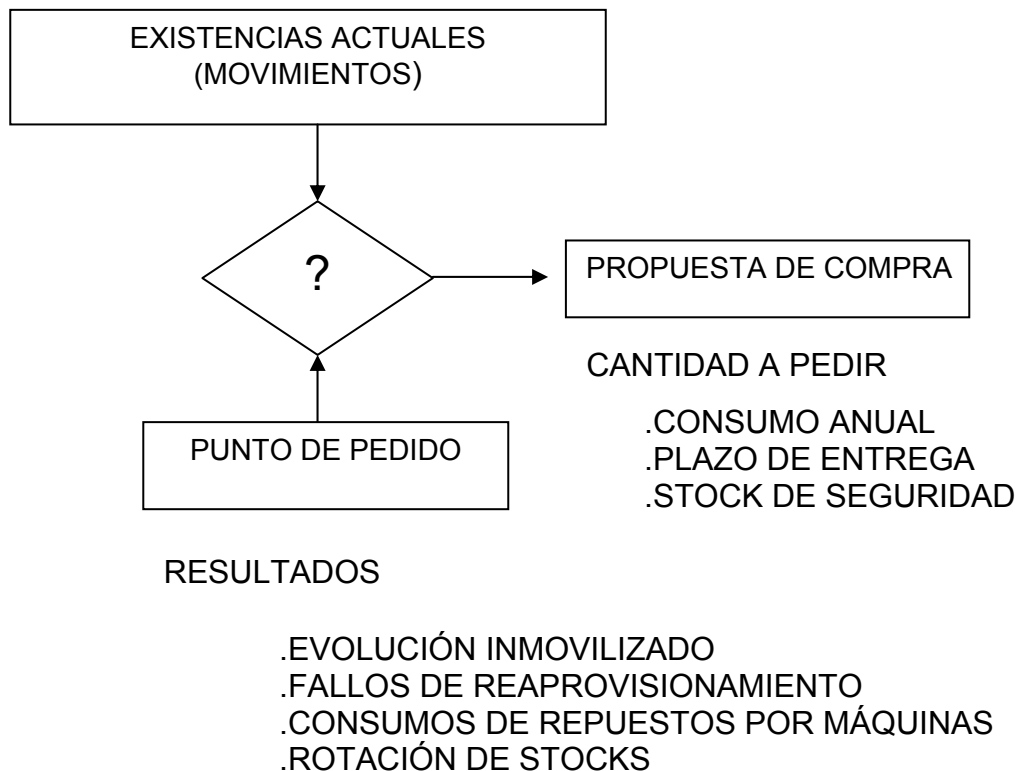 EXISTENCIAS ACTUALES
(MOVIMIENTOS)
?
PROPUESTA DE COMPRA
CANTIDAD A PEDIR
.CONSUMO ANUAL
.PLAZO DE ENTREGA
.STOCK DE SEGURIDAD
PUNTO DE PEDIDO
RESULTADOS
.EVOLUCIÓN INMOVILIZADO
.FALLOS DE REAPROVISIONAMIENTO
.CONSUMOS DE REPUESTOS POR MÁQUINAS
.ROTACIÓN DE STOCKS